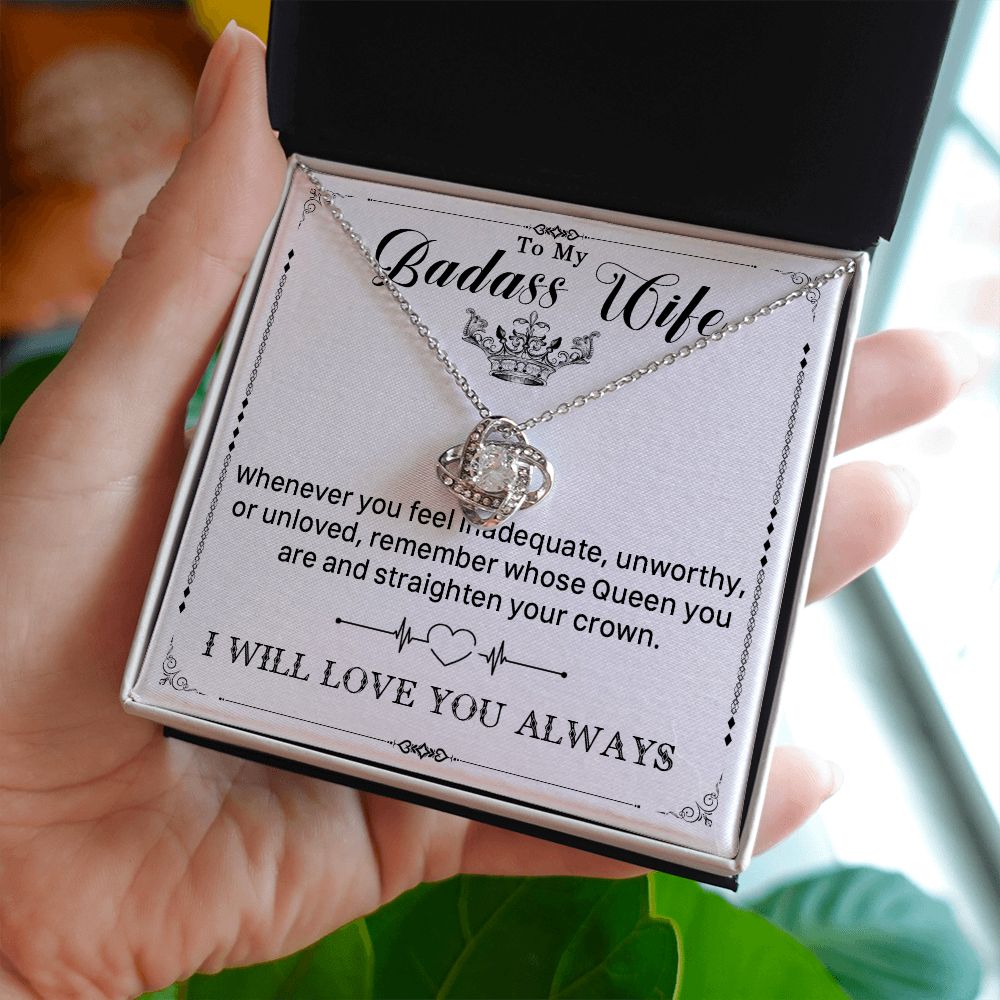 To My
Badass Wife
Whenever you feel inadequate, unworthy,
or unloved, remember whose Queen you
are and straighten your crown.
I WILL LOVE YOU ALWAYS